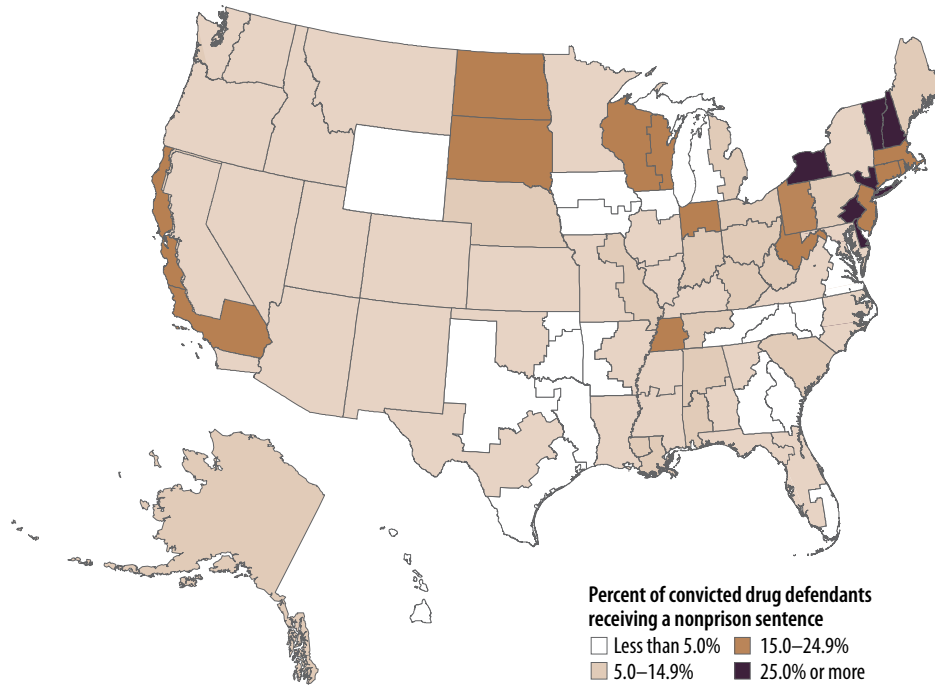 Percent of convicted drug defendants
receiving a nonprison sentence
Less than 5.0% 15.0–24.9%
5.0–14.9% 25.0% or more